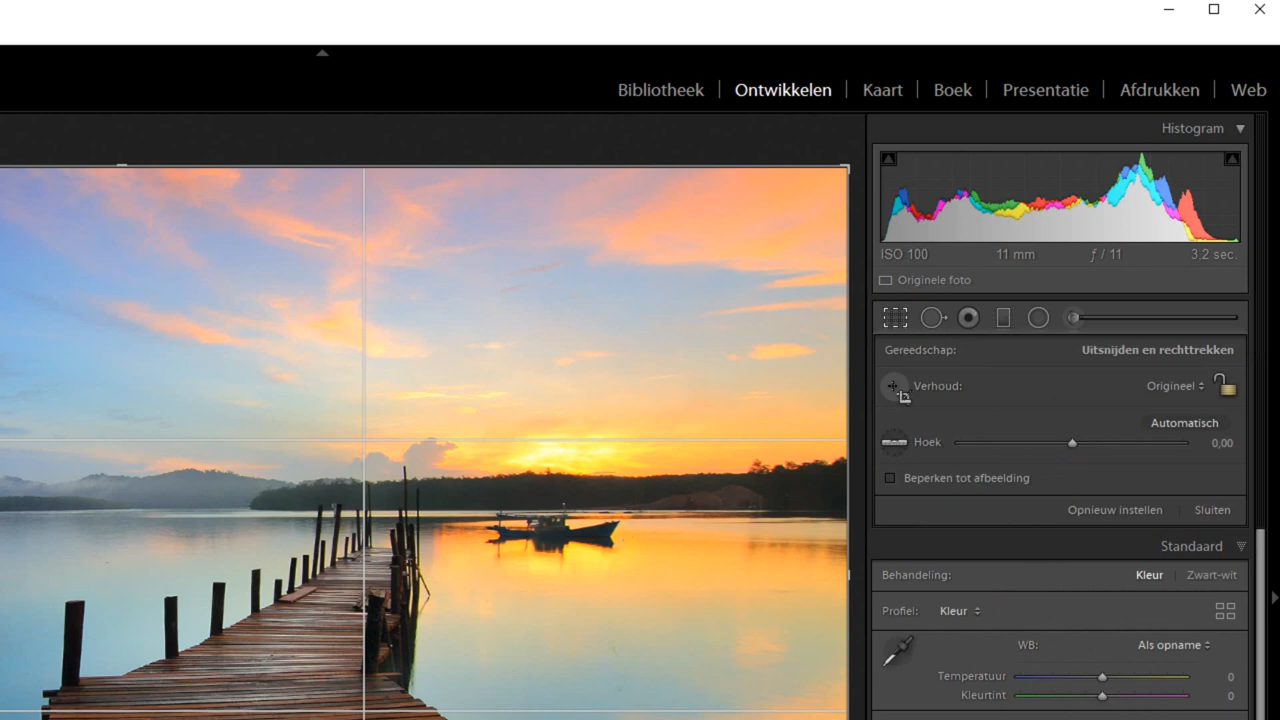 Bibliotheek | Ontwikkelen | Kaart | Boek | Presentatie | Afdrukken | Web
Histogram
ISO 100 11 mm ƒ / 11 3,2 sec.
Originele foto
Gereedschap: Uitsnijden en rechttrekken
Verhoud: Origineel
Automatisch
Hoek 0,00
Beperken tot afbeelding
Opnieuw instellen Sluiten
Standaard
Behandeling: Kleur | Zwart-wit
Profiel: Kleur
WB: Als opname
Temperatuur 0
Kleurtint 0